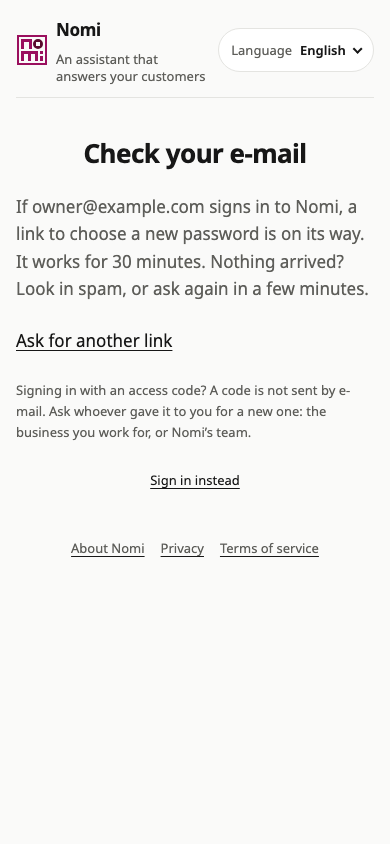 Nomi
An assistant that
answers your customers
Language English
Check your e-mail
If owner@example.com signs in to Nomi, a
link to choose a new password is on its way.
It works for 30 minutes. Nothing arrived?
Look in spam, or ask again in a few minutes.
Ask for another link
Signing in with an access code? A code is not sent by e-
mail. Ask whoever gave it to you for a new one: the
business you work for, or Nomi’s team.
Sign in instead
About Nomi Privacy Terms of service